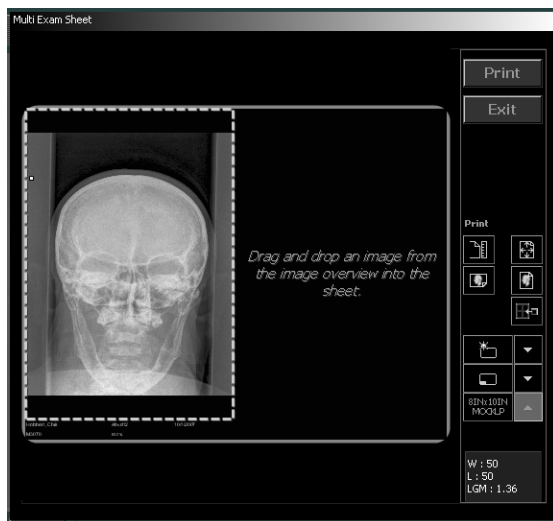 Multi Exam Sheet
Print
Exit
Drag and drop an image from
the image overview into the
sheet.
Print
8INx10IN
MOCKLP
W : 50
L : 50
LGM : 1.36